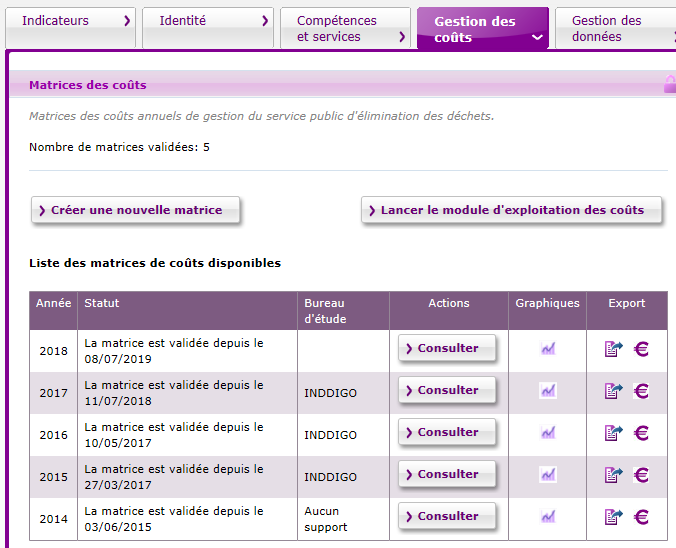 Indicateurs
Identité
Compétences
et services
Gestion des
coûts
Gestion des
données
Matrices des coûts
Matrices des coûts annuels de gestion du service public d'élimination des déchets.
Nombre de matrices validées: 5
Créer une nouvelle matrice
Lancer le module d'exploitation des coûts
Liste des matrices de coûts disponibles
Année Statut Bureau d'étude Actions Graphiques Export
2018 La matrice est validée depuis le 08/07/2019 Consulter €
2017 La matrice est validée depuis le 11/07/2018 INDDIGO Consulter €
2016 La matrice est validée depuis le 10/05/2017 INDDIGO Consulter €
2015 La matrice est validée depuis le 27/03/2017 INDDIGO Consulter €
2014 La matrice est validée depuis le 03/06/2015 Aucun support Consulter €